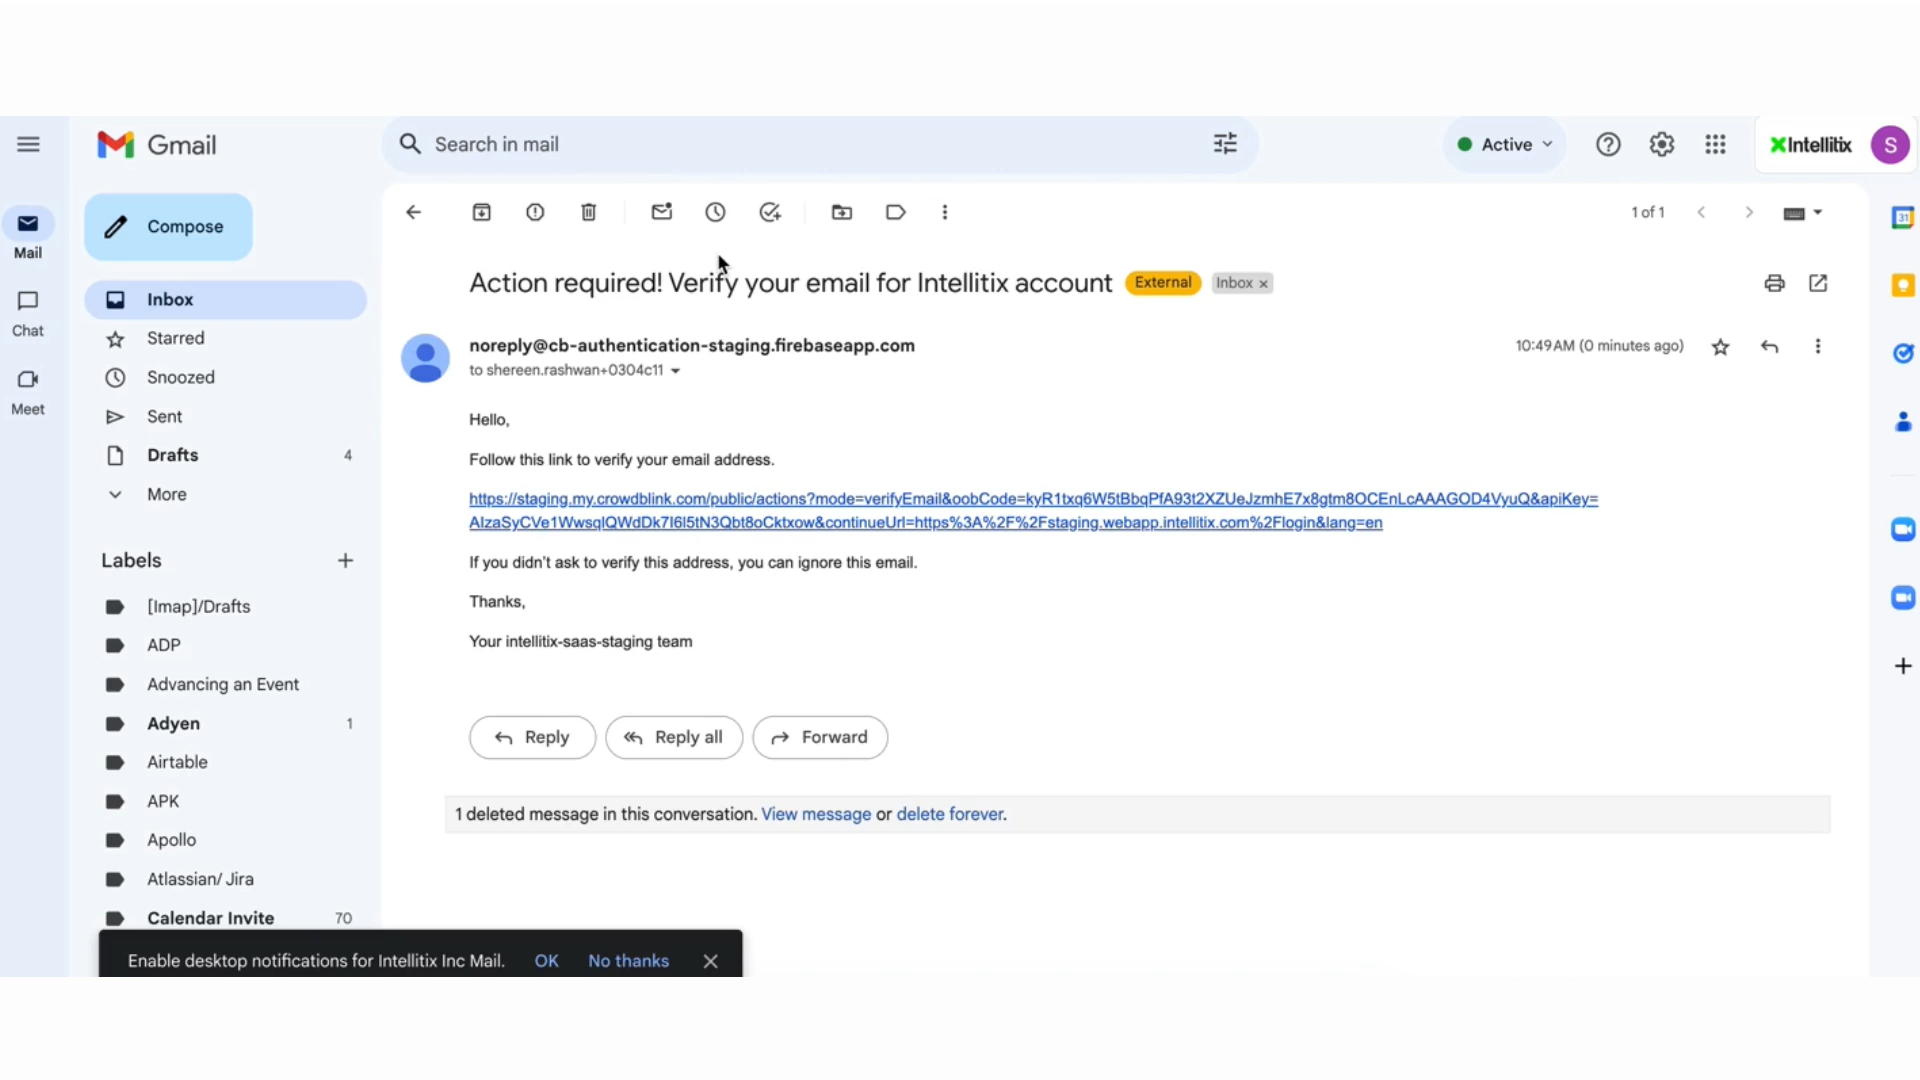 Gmail
Search in mail
Active
Intellitix
S
Compose
Mail
Chat
Meet
Inbox
Starred
Snoozed
Sent
Drafts 4
More
Labels
[Imap]/Drafts
ADP
Advancing an Event
Adyen 1
Airtable
APK
Apollo
Atlassian/ Jira
Calendar Invite 70
1 of 1
31
Action required! Verify your email for Intellitix account External Inbox x
noreply@cb-authentication-staging.firebaseapp.com
10:49 AM (0 minutes ago)
to shereen.rashwan+0304c11
Hello,
Follow this link to verify your email address.
https://staging.my.crowdblink.com/public/actions?mode=verifyEmail&oobCode=kyR1txq6W5tBbqPfA93t2XZUeJzmhE7x8gtm8OCEnLcAAAGOD4VyuQ&apiKey=
AIzaSyCVe1WwsqlQWdDk7I6l5tN3Qbt8oCktxow&continueUrl=https%3A%2F%2Fstaging.webapp.intellitix.com%2Flogin&lang=en
If you didn't ask to verify this address, you can ignore this email.
Thanks,
Your intellitix-saas-staging team
Reply
Reply all
Forward
1 deleted message in this conversation. View message or delete forever.
Enable desktop notifications for Intellitix Inc Mail. OK No thanks